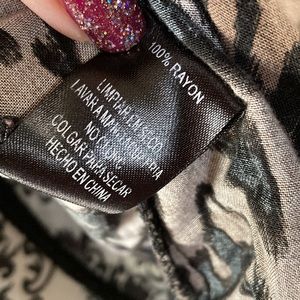 100% RAYON
LIMPIAR EN SECO
LAVAR A MANO
NO
COLGAR PARA SECAR
HECHO EN CHINA